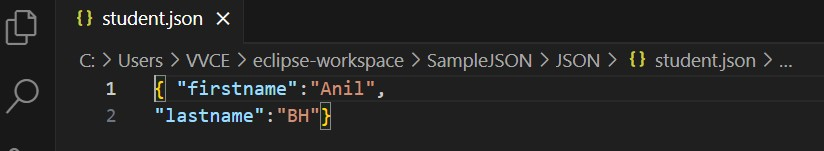 {} student.json ×
C: > Users > VVCE > eclipse-workspace > SampleJSON > JSON > {} student.json > ...
1 { "firstname":"Anil",
2 "lastname":"BH"}